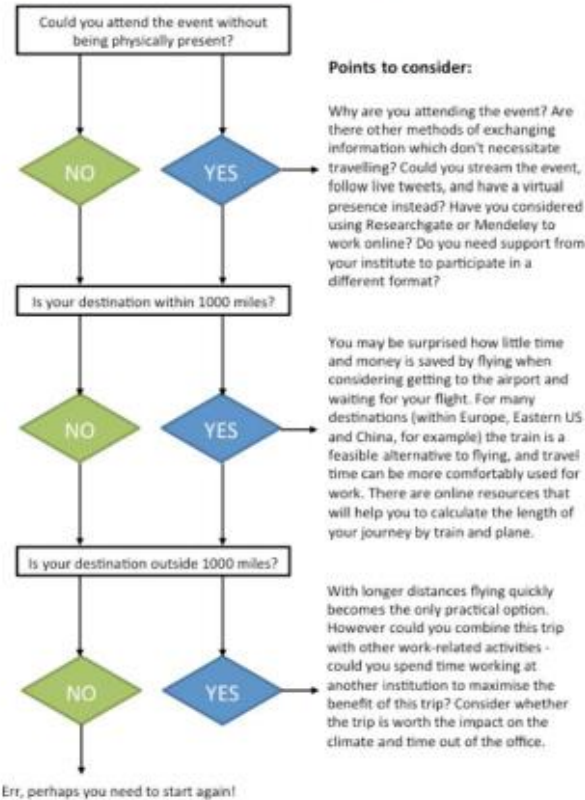 Could you attend the event without
being physically present?
Points to consider:
NO
YES
Why are you attending the event? Are
there other methods of exchanging
information which don't necessitate
travelling? Could you stream the event,
follow live tweets, and have a virtual
presence instead? Have you considered
using Researchgate or Mendeley to
work online? Do you need support from
your institute to participate in a
different format?
Is your destination within 1000 miles?
NO
YES
You may be surprised how little time
and money is saved by flying when
considering getting to the airport and
waiting for your flight. For many
destinations (within Europe, Eastern US
and China, for example) the train is a
feasible alternative to flying, and travel
time can be more comfortably used for
work. There are online resources that
will help you to calculate the length of
your journey by train and plane.
Is your destination outside 1000 miles?
NO
YES
With longer distances flying quickly
becomes the only practical option.
However could you combine this trip
with other work-related activities -
could you spend time working at
another institution to maximise the
benefit of this trip? Consider whether
the trip is worth the impact on the
climate and time out of the office.
Err, perhaps you need to start again!